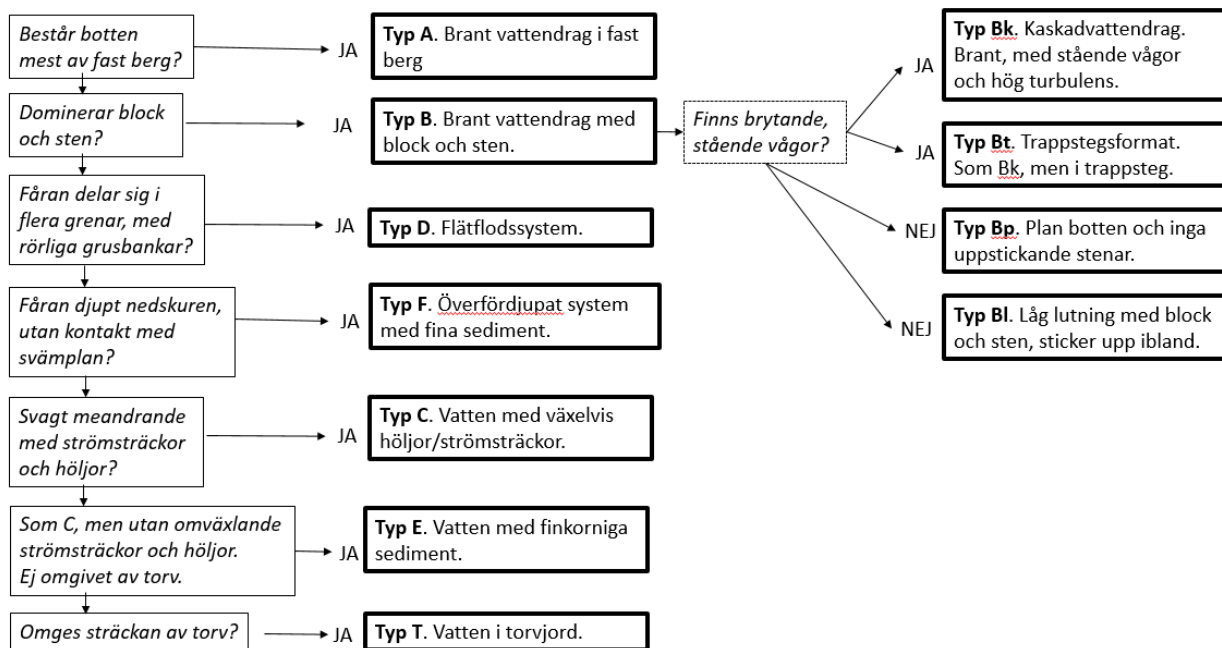 Består botten
mest av fast berg?
JA
Typ A. Brant vattendrag i fast
berg
Dominerar block
och sten?
JA
Typ B. Brant vattendrag med
block och sten.
Finns brytande,
stående vågor?
JA
Typ Bk. Kaskadvattendrag.
Brant, med stående vågor
och hög turbulens.
JA
Typ Bt. Trappstegsformat.
Som Bk, men i trappsteg.
NEJ
Typ Bp. Plan botten och inga
uppstickande stenar.
NEJ
Typ Bl. Låg lutning med block
och sten, sticker upp ibland.
Fåran delar sig i
flera grenar, med
rörliga grusbankar?
JA
Typ D. Flätflodssystem.
Fåran djupt nedskuren,
utan kontakt med
svämplan?
JA
Typ F. Överfördjupat system
med fina sediment.
Svagt meandrande
med strömsträckor
och höljor?
JA
Typ C. Vatten med växelvis
höljor/strömsträckor.
Som C, men utan omväxlande
strömsträckor och höljor.
Ej omgivet av torv.
JA
Typ E. Vatten med finkorniga
sediment.
Omges sträckan av torv?
JA
Typ T. Vatten i torvjord.